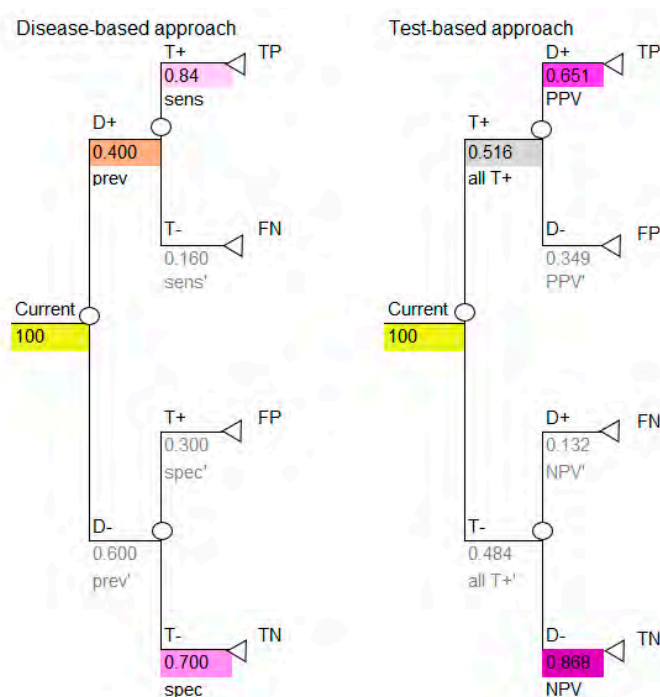 Disease-based approach
T+ TP
0.84
sens
D+
0.400
prev
T- FN
0.160
sens'
Current
100
T+ FP
0.300
spec'
D-
0.600
prev'
T- TN
0.700
spec
Test-based approach
D+ TP
0.651
PPV
T+
0.516
all T+
D- FP
0.349
PPV'
Current
100
D+ FN
0.132
NPV'
T-
0.484
all T+'
D- TN
0.868
NPV